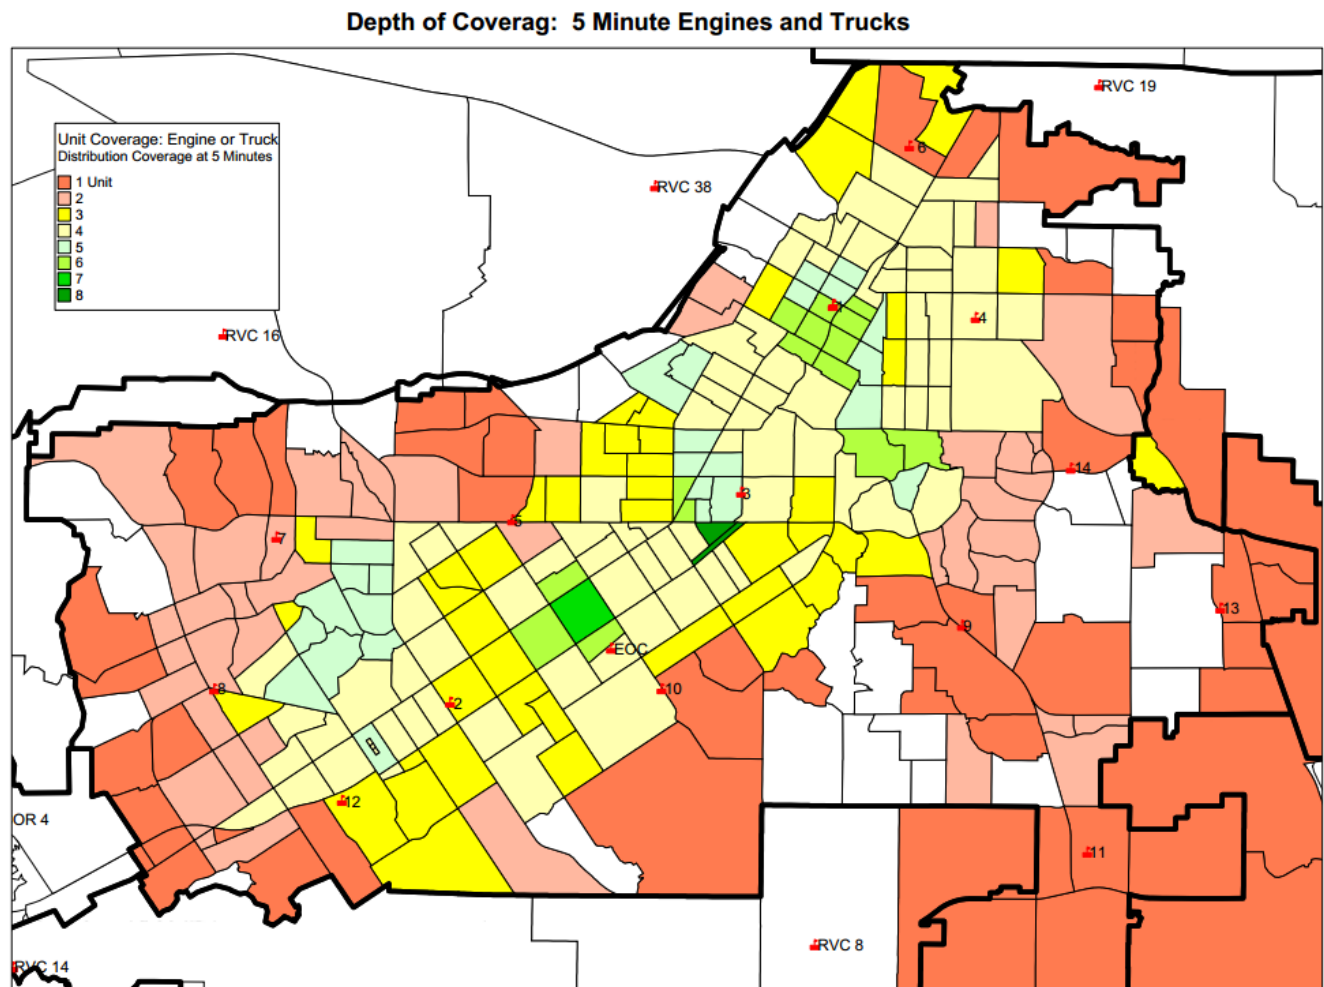 Depth of Coverag:  5 Minute Engines and Trucks
RVC 19
Unit Coverage: Engine or Truck
Distribution Coverage at 5 Minutes
1 Unit
2
3
4
5
6
7
8
6
RVC 38
1
4
RVC 16
14
3
5
7
13
9
EOC
8
10
2
12
OR 4
11
RVC 8
RVC 14